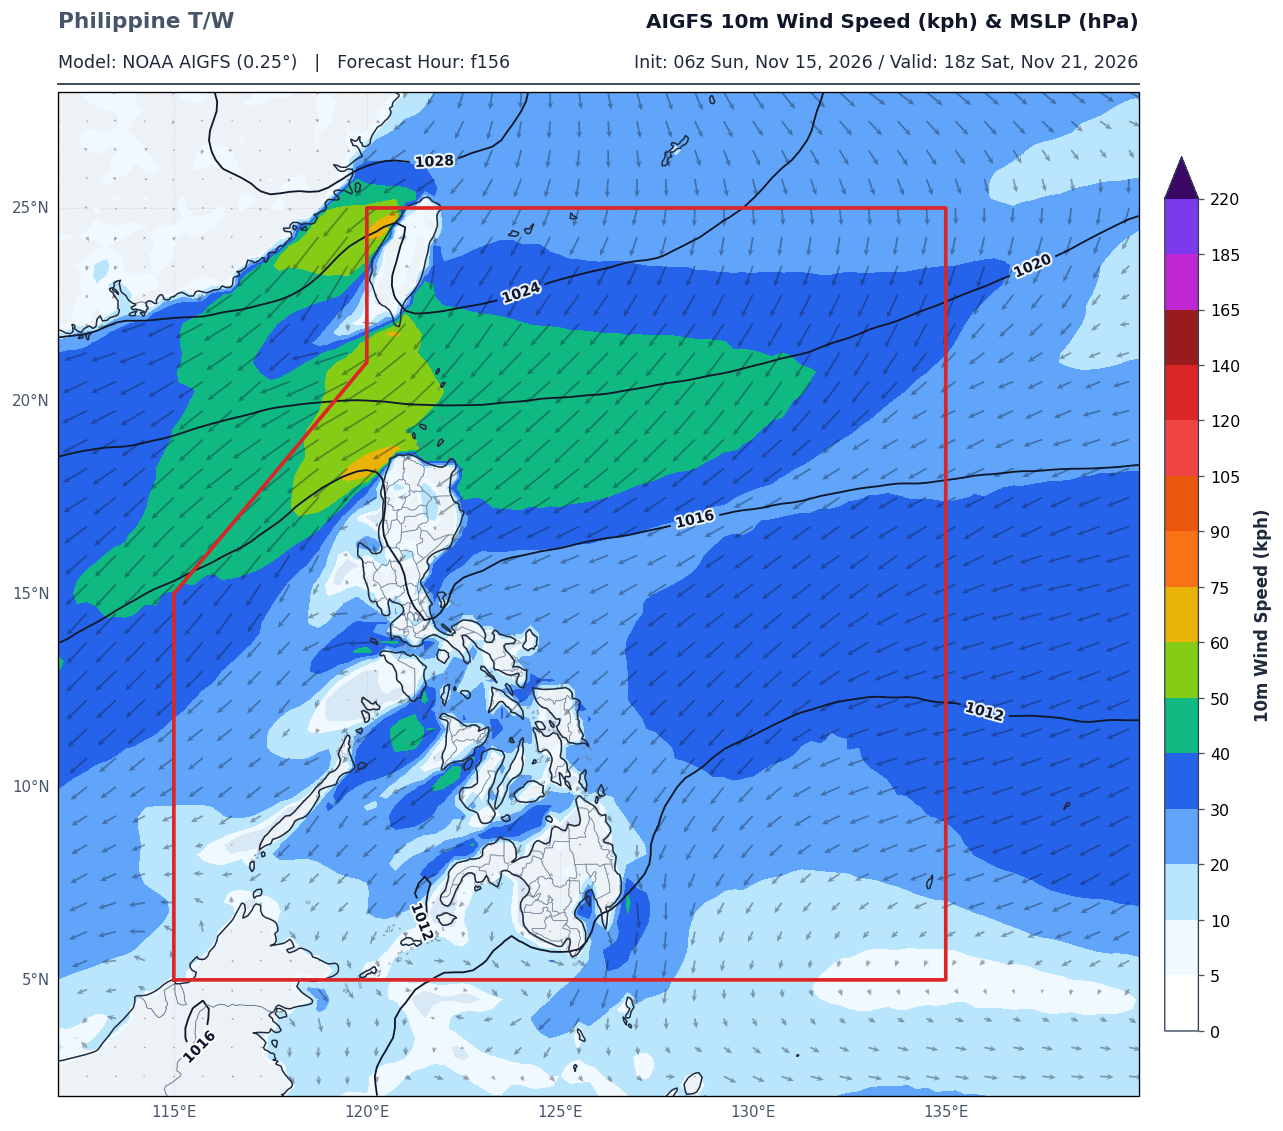 Philippine T/W
AIGFS 10m Wind Speed (kph) & MSLP (hPa)
Model: NOAA AIGFS (0.25°) | Forecast Hour: f156
Init: 06z Sun, Nov 15, 2026 / Valid: 18z Sat, Nov 21, 2026
1028
1024
1020
1016
1012
1012
1016
25°N
20°N
15°N
10°N
5°N
115°E
120°E
125°E
130°E
135°E
220
185
165
140
120
105
90
75
60
50
40
30
20
10
5
0
10m Wind Speed (kph)